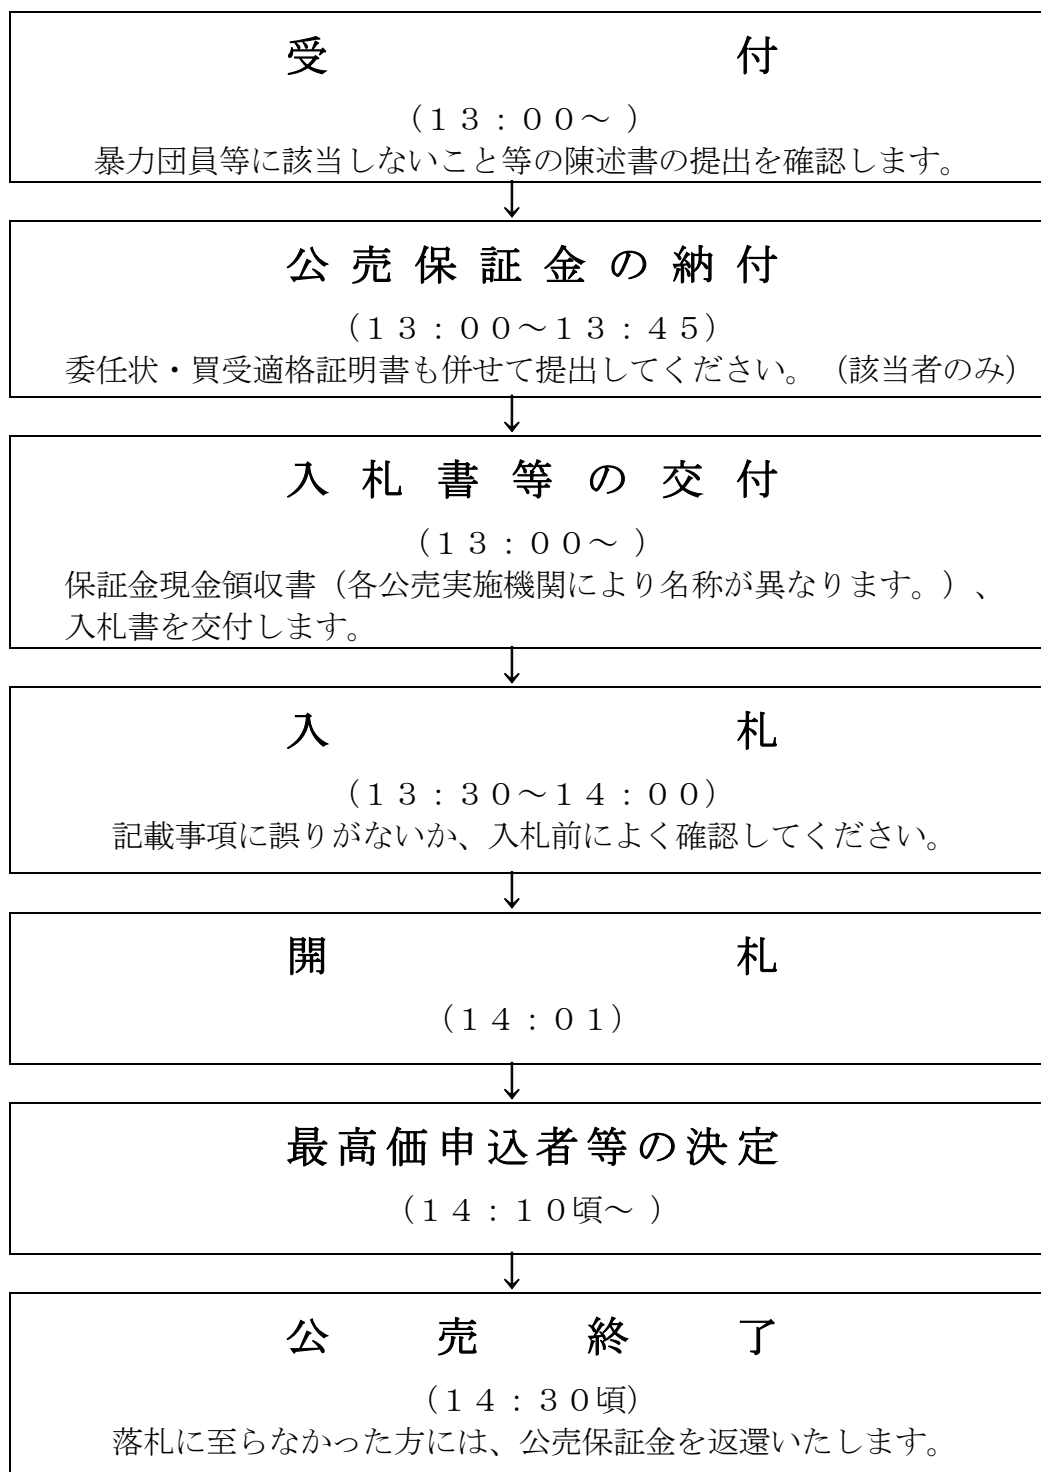 受付
（１３：００～ ）
暴力団員等に該当しないこと等の陳述書の提出を確認します。
↓
公売保証金の納付
（１３：００～１３：４５）
委任状・買受適格証明書も併せて提出してください。（該当者のみ）
↓
入札書等の交付
（１３：００～ ）
保証金現金領収書（各公売実施機関により名称が異なります。）、
入札書を交付します。
↓
入札
（１３：３０～１４：００）
記載事項に誤りがないか、入札前によく確認してください。
↓
開札
（１４：０１）
↓
最高価申込者等の決定
（１４：１０頃～ ）
↓
公売終了
（１４：３０頃）
落札に至らなかった方には、公売保証金を返還いたします。